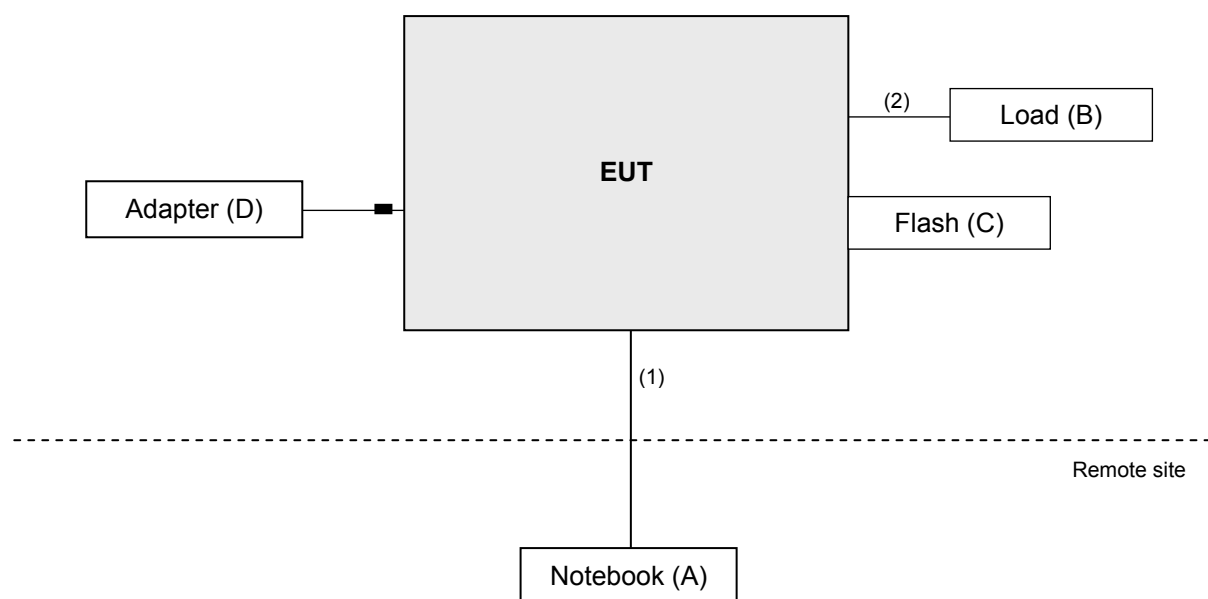 (2)
Load (B)
EUT
Adapter (D)
Flash (C)
(1)
Remote site
Notebook (A)